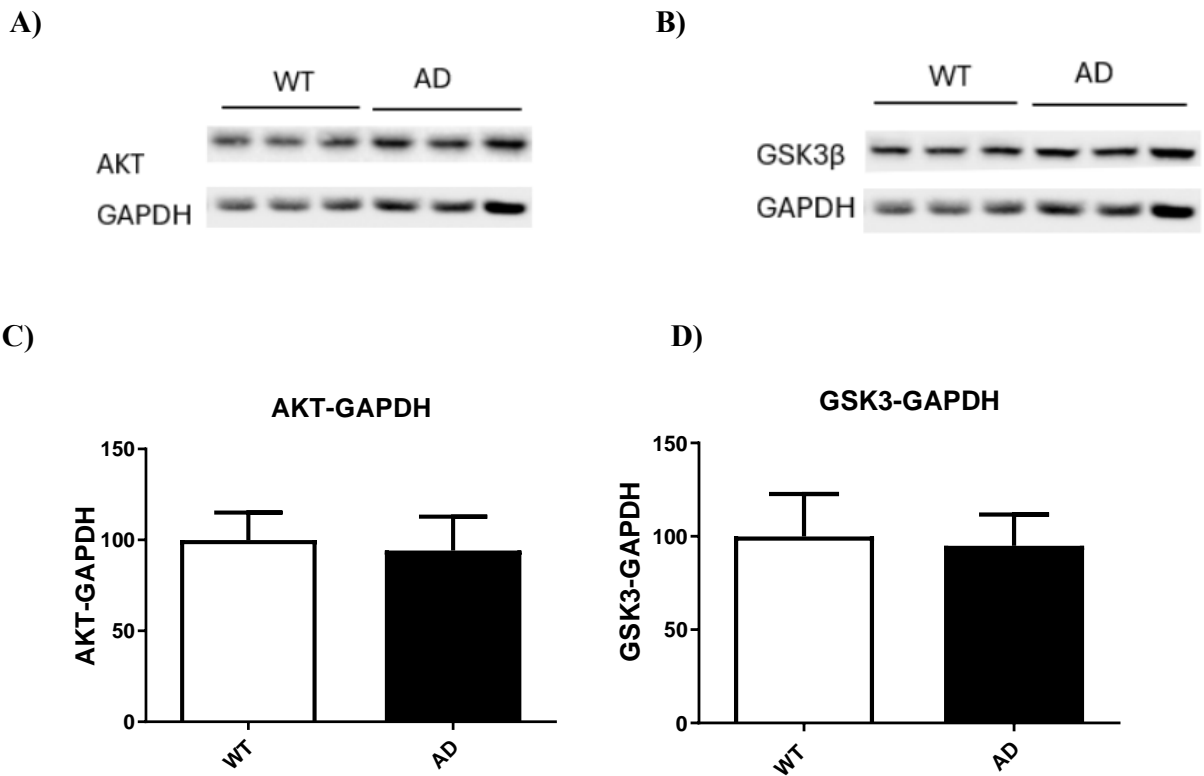 A)
WT AD
AKT
GAPDH
B)
WT AD
GSK3β
GAPDH
C)
AKT-GAPDH
150
100
50
0
AKT-GAPDH
WT AD
D)
GSK3-GAPDH
150
100
50
0
GSK3-GAPDH
WT AD